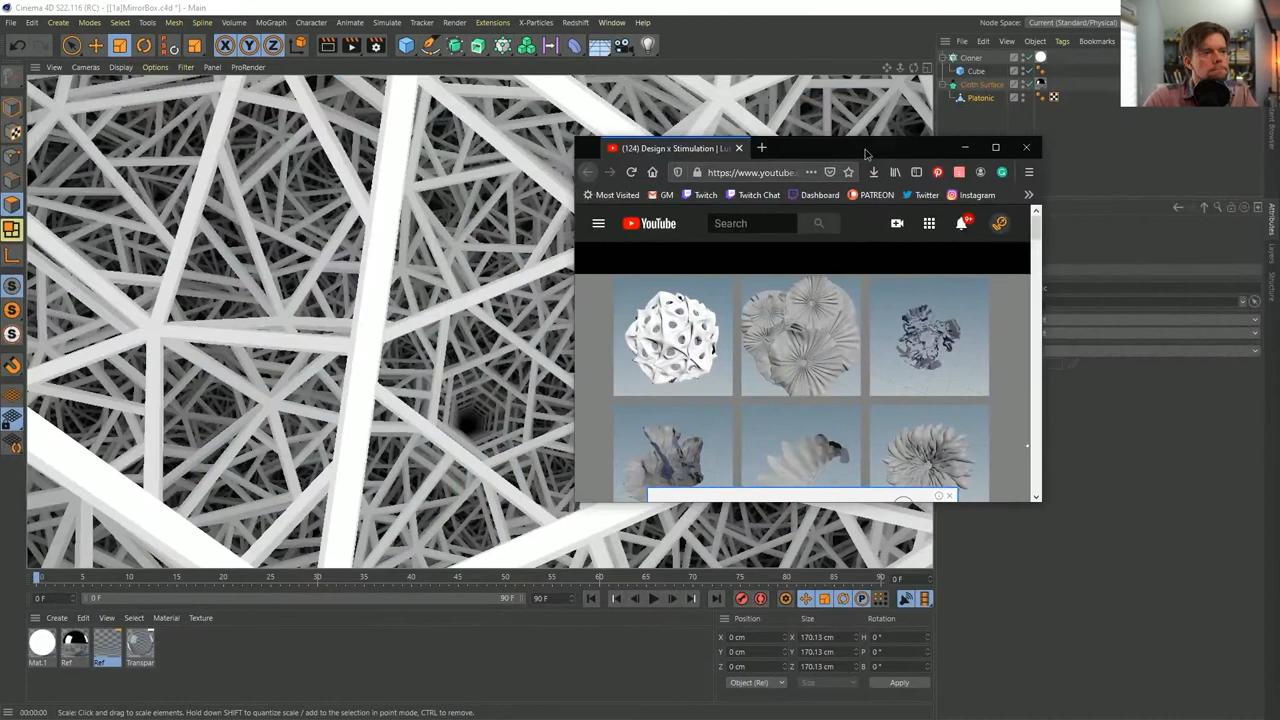 Cinema 4D S22.116 (RC) - [[1a]MirrorBox.c4d *] - Main
File Edit Create Modes Select Tools Mesh Spline Volume MoGraph Character Animate Simulate Tracker Render Extensions X-Particles Redshift Window Help
Node Space: Current (Standard/Physical)
File Edit View Object Tags Bookmarks
View Cameras Display Options Filter Panel ProRender
Cloner
Cube
Cloth Surface
Platonic
Content Browser
(124) Design x Stimulation | Lu
https://www.youtube.
Most Visited GM Twitch Twitch Chat Dashboard PATREON Twitter Instagram
YouTube
Search
9+
Attributes
Layers
Structure
0 5 10 15 20 25 30 35 40 45 50 55 60 65 70 75 80 85 90
0 F
0 F 0 F 90 F 90 F
Create Edit View Select Material Texture
Mat.1 Ref Ref Transpar
Position Size Rotation
X 0 cm X 170.13 cm H 0 °
Y 0 cm Y 170.13 cm P 0 °
Z 0 cm Z 170.13 cm B 0 °
Object (Rel) Size Apply
00:00:00 Scale: Click and drag to scale elements. Hold down SHIFT to quantize scale / add to the selection in point mode, CTRL to remove.